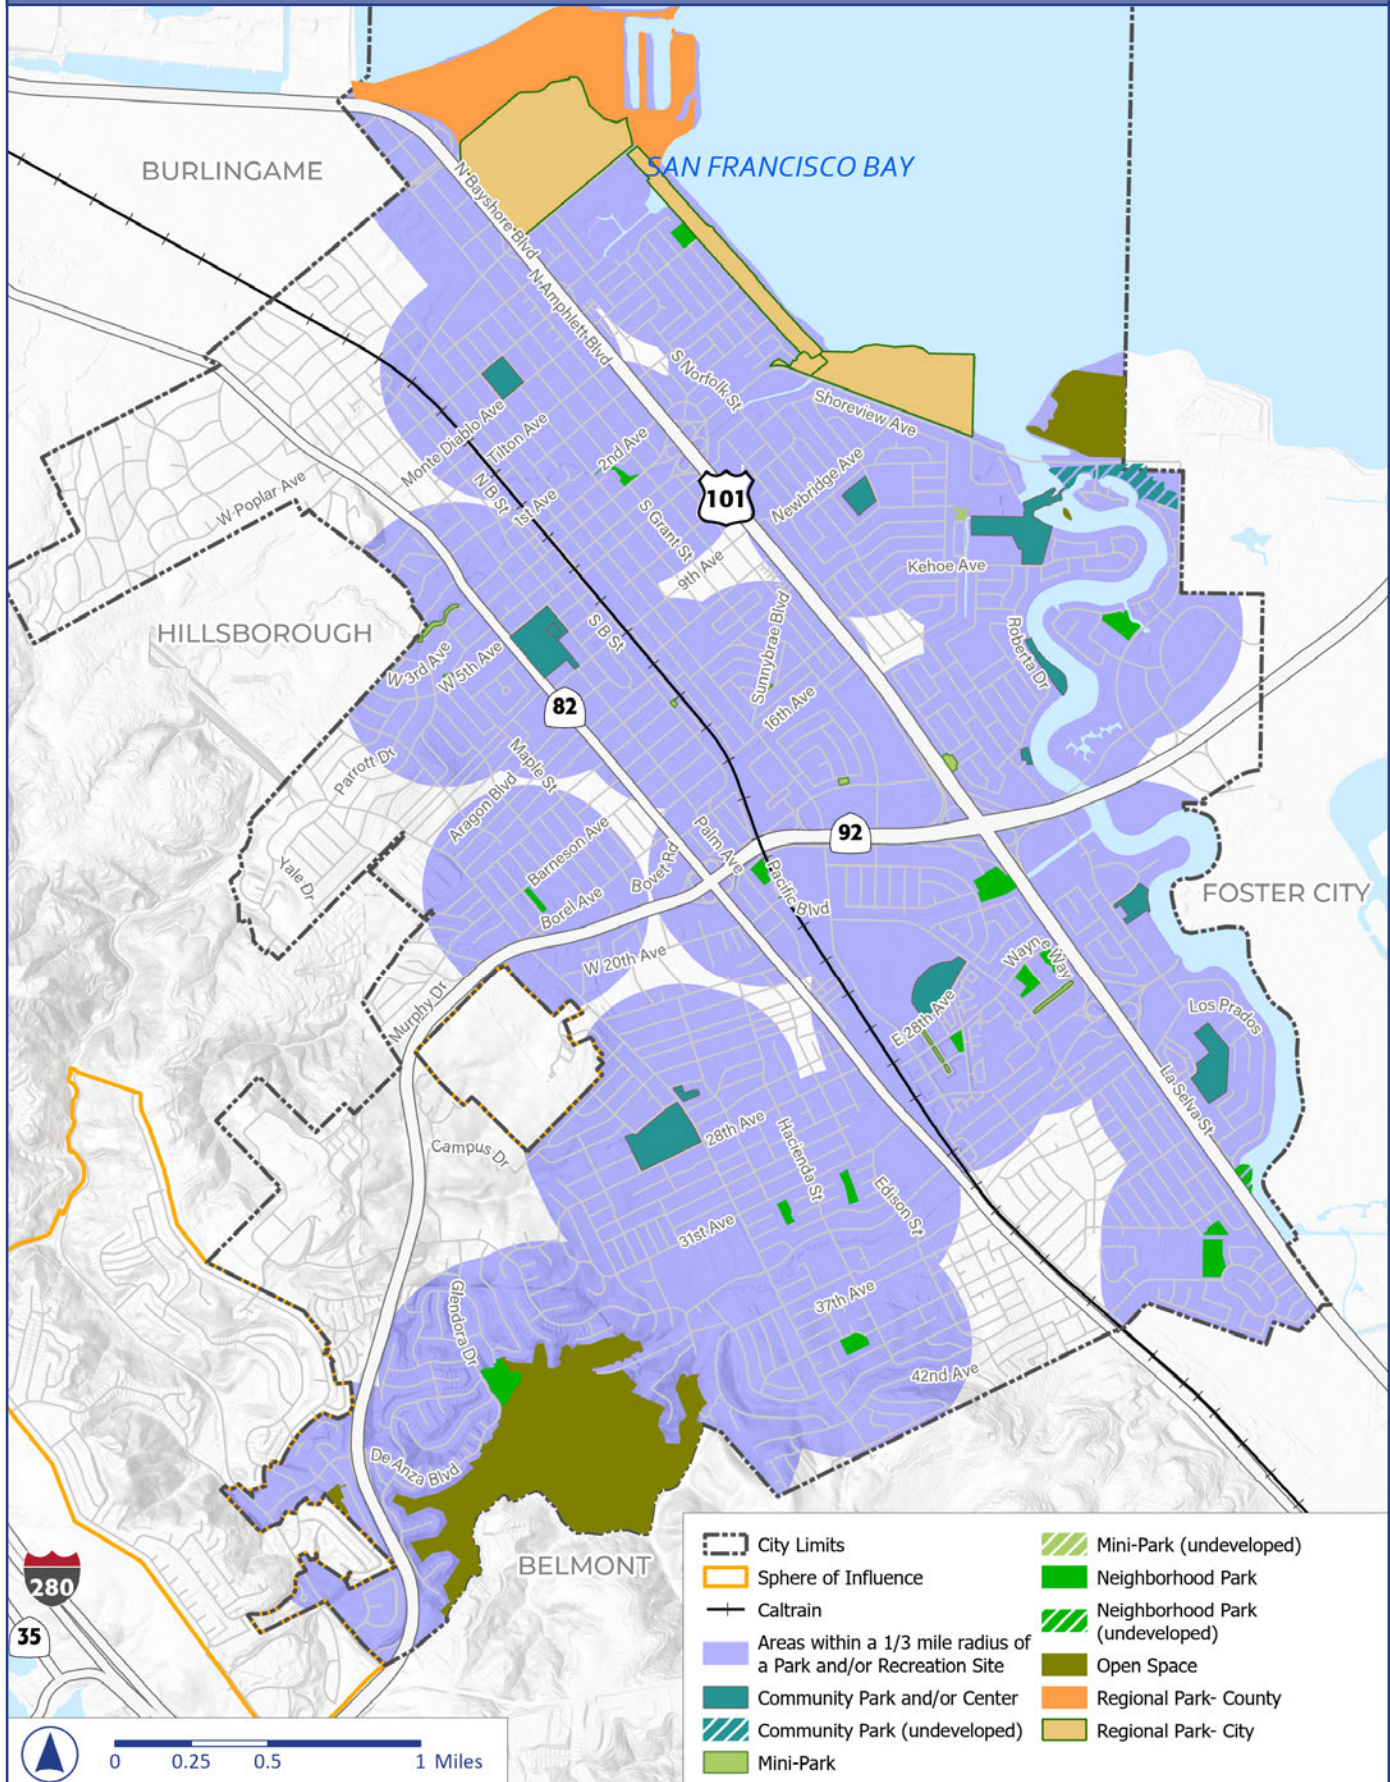 BURLINGAME
SAN FRANCISCO BAY
N Bayshore Blvd
N Amphlett Blvd
S Norfolk St
Shoreview Ave
Monte Diablo Ave
Tilton Ave
2nd Ave
N B St
1st Ave
101
Newbridge Ave
W Poplar Ave
S Grant St
9th Ave
Kehoe Ave
HILLSBOROUGH
W 3rd Ave
W 5th Ave
S B St
Sunnybrae Blvd
Roberta Dr
82
16th Ave
Parrott Dr
Maple St
Aragon Blvd
Barneson Ave
Bovet Rd
Palm Ave
92
Yale Dr
Borel Ave
Pacific Blvd
FOSTER CITY
W 20th Ave
Wayne Way
Murphy Dr
E 28th Ave
Los Prados
La Selva St
Campus Dr
28th Ave
Hacienda St
Edison St
31st Ave
Glendora Dr
37th Ave
42nd Ave
De Anza Blvd
BELMONT
280
35
City Limits
Sphere of Influence
Caltrain
Areas within a 1/3 mile radius of
a Park and/or Recreation Site
Community Park and/or Center
Community Park (undeveloped)
Mini-Park
Mini-Park (undeveloped)
Neighborhood Park
Neighborhood Park
(undeveloped)
Open Space
Regional Park- County
Regional Park- City
0 0.25 0.5 1 Miles